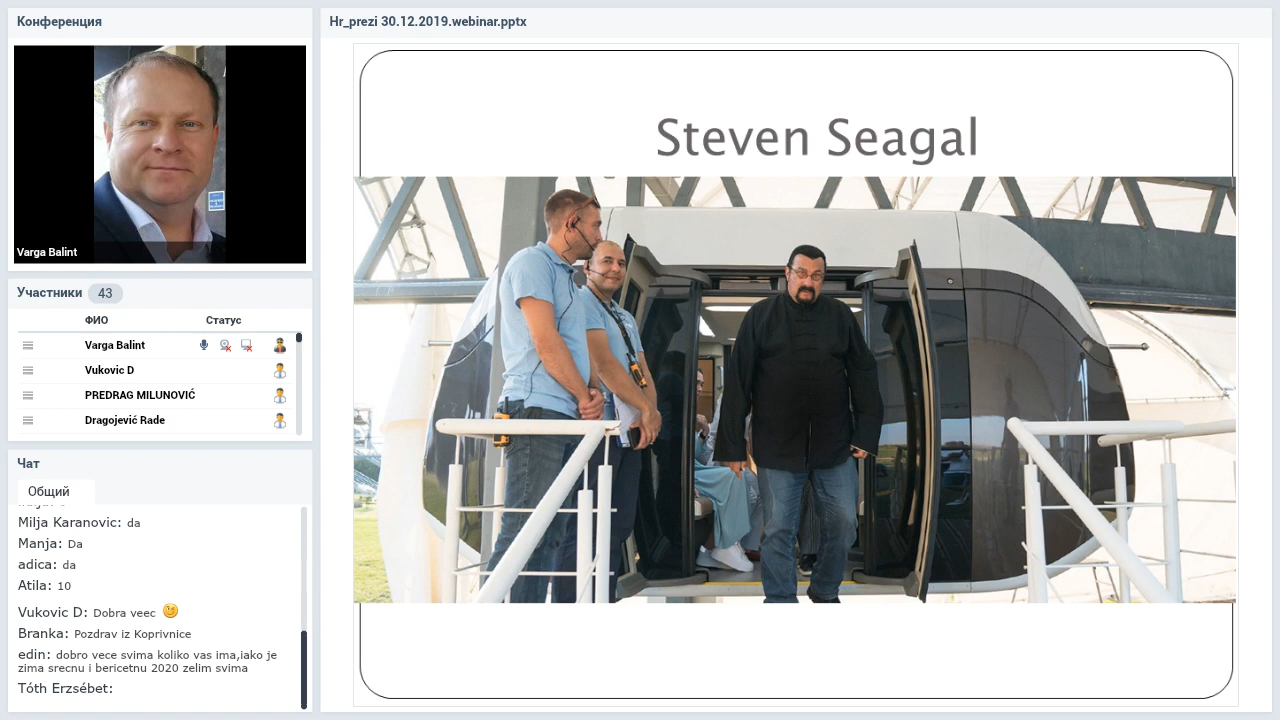 Конференция
Varga Balint
Участники 43
ФИО Статус
Varga Balint
Vukovic D
PREDRAG MILUNOVIĆ
Dragojević Rade
Чат
Общий
Milja Karanovic: da
Manja: Da
adica: da
Atila: 10
Vukovic D: Dobra veec
Branka: Pozdrav iz Koprivnice
edin: dobro vece svima koliko vas ima,iako je
zima srecnu i bericetnu 2020 zelim svima
Tóth Erzsébet:
Hr_prezi 30.12.2019.webinar.pptx
Steven Seagal